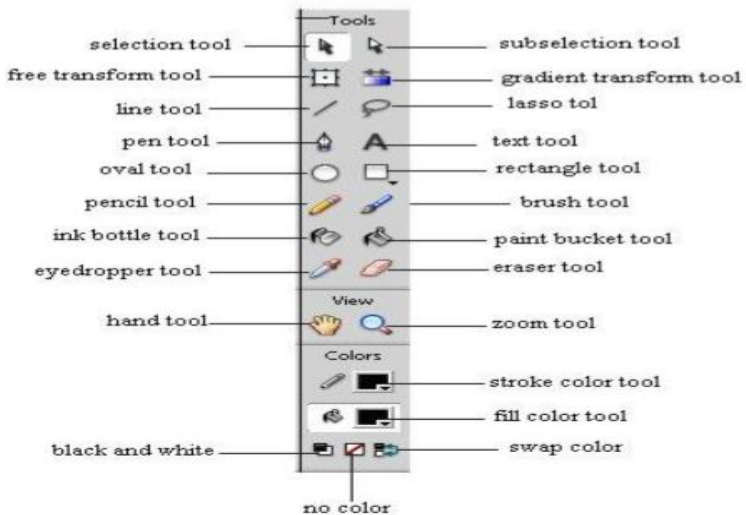 Tools
selection tool
subselection tool
free transform tool
gradient transform tool
line tool
lasso tol
pen tool
A
text tool
oval tool
rectangle tool
pencil tool
brush tool
ink bottle tool
paint bucket tool
eyedropper tool
eraser tool
View
hand tool
zoom tool
Colors
stroke color tool
fill color tool
black and white
swap color
no color